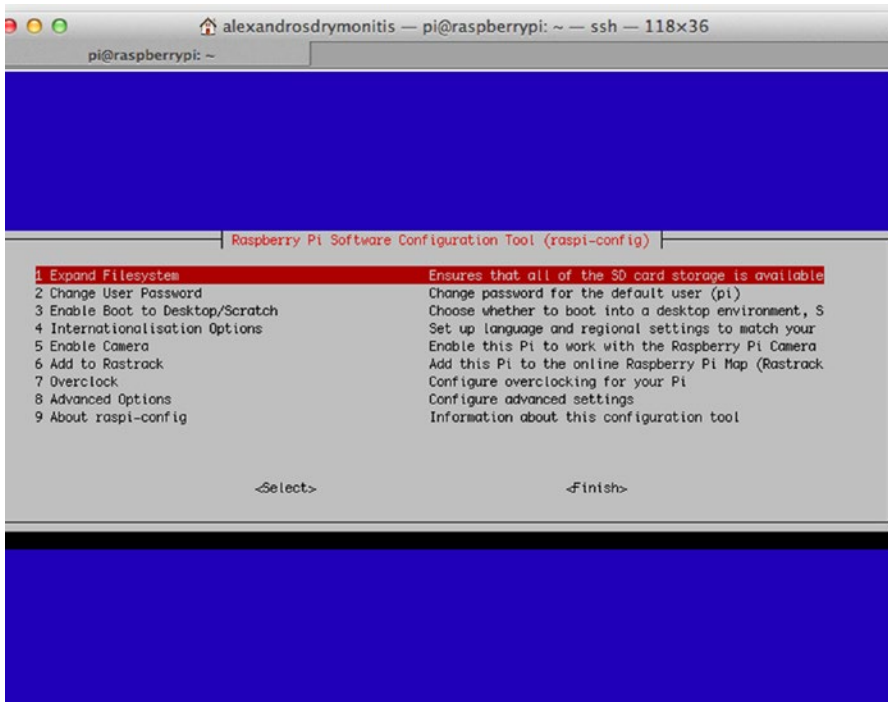 alexandrosdrymonitis — pi@raspberrypi: ~ — ssh — 118×36
pi@raspberrypi: ~
Raspberry Pi Software Configuration Tool (raspi-config)
1 Expand Filesystem Ensures that all of the SD card storage is available
2 Change User Password Change password for the default user (pi)
3 Enable Boot to Desktop/Scratch Choose whether to boot into a desktop environment, S
4 Internationalisation Options Set up language and regional settings to match your
5 Enable Camera Enable this Pi to work with the Raspberry Pi Camera
6 Add to Rastrack Add this Pi to the online Raspberry Pi Map (Rastrack
7 Overclock Configure overclocking for your Pi
8 Advanced Options Configure advanced settings
9 About raspi-config Information about this configuration tool
<Select> <Finish>